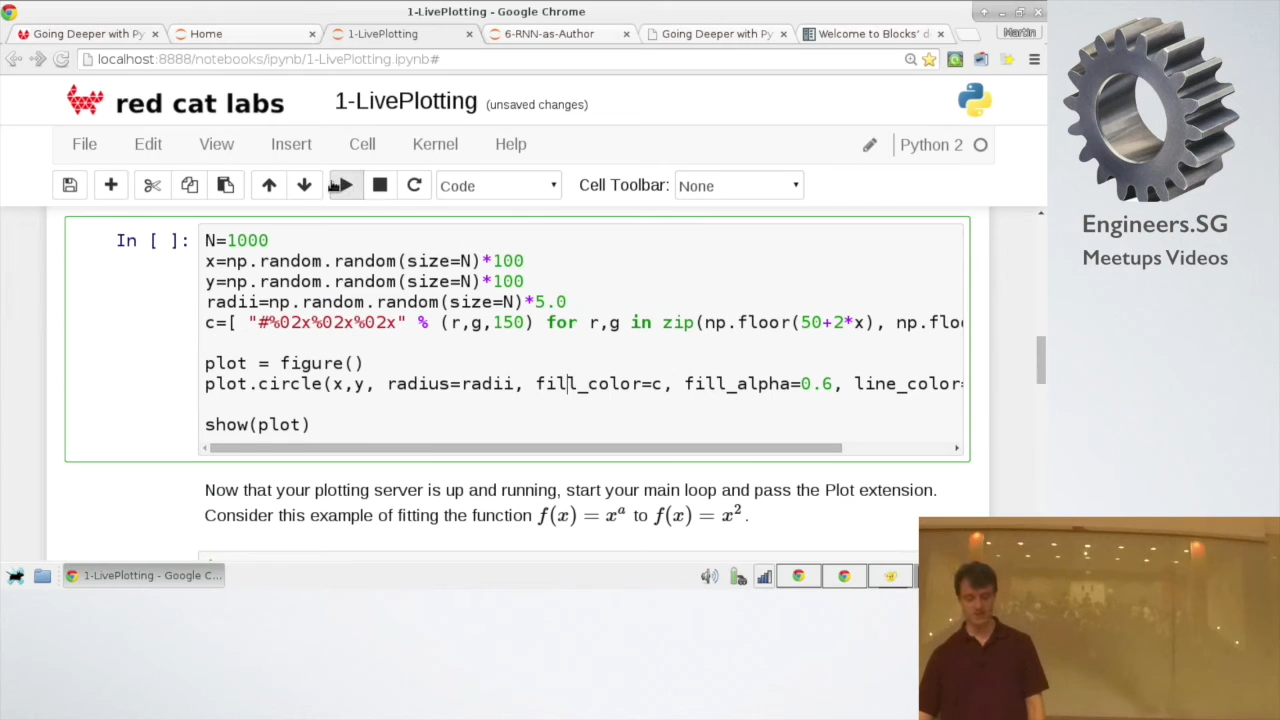 1-LivePlotting - Google Chrome
Going Deeper with Py
Home
1-LivePlotting
6-RNN-as-Author
Going Deeper with Py
Welcome to Blocks' d
Martin
localhost:8888/notebooks/ipynb/1-LivePlotting.ipynb#
red cat labs
1-LivePlotting (unsaved changes)
File Edit View Insert Cell Kernel Help
Python 2
Code
Cell Toolbar: None
In [ ]:
N=1000
x=np.random.random(size=N)*100
y=np.random.random(size=N)*100
radii=np.random.random(size=N)*5.0
c=[ "#%02x%02x%02x" % (r,g,150) for r,g in zip(np.floor(50+2*x), np.floo
plot = figure()
plot.circle(x,y, radius=radii, fill_color=c, fill_alpha=0.6, line_color=
show(plot)
Now that your plotting server is up and running, start your main loop and pass the Plot extension.
Consider this example of fitting the function f(x) = xᵃ to f(x) = x².
1-LivePlotting - Google C...
Engineers.SG
Meetups Videos